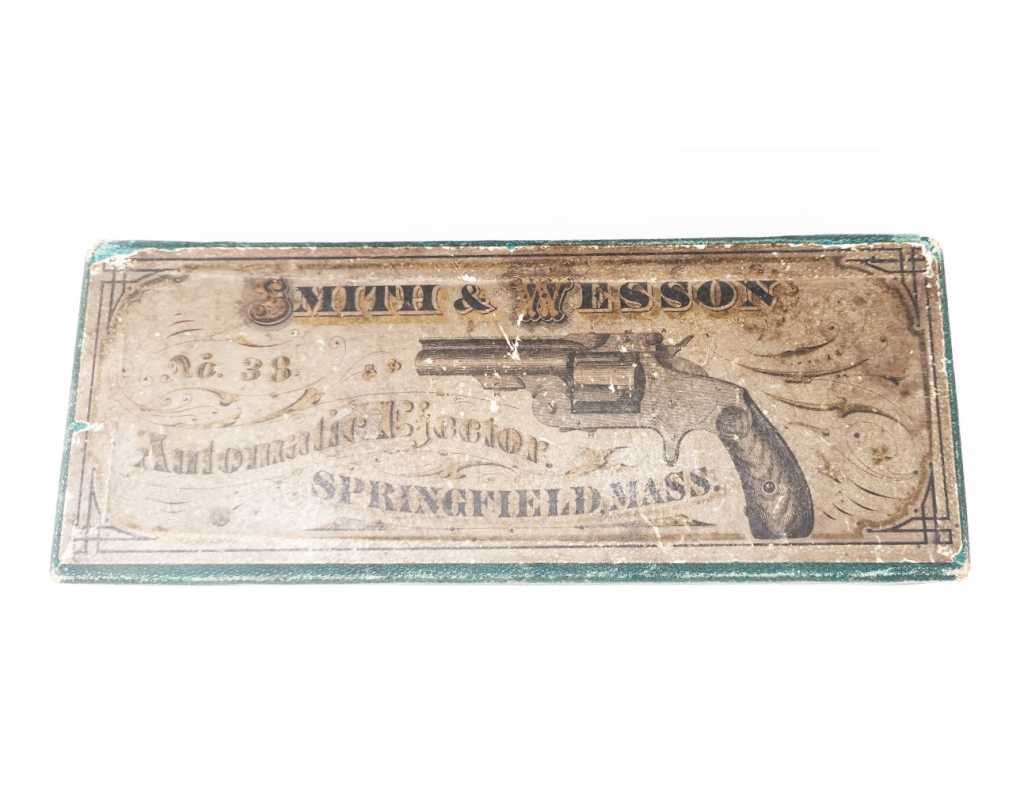 SMITH & WESSON
No. 38.
Automatic Ejector.
SPRINGFIELD, MASS.